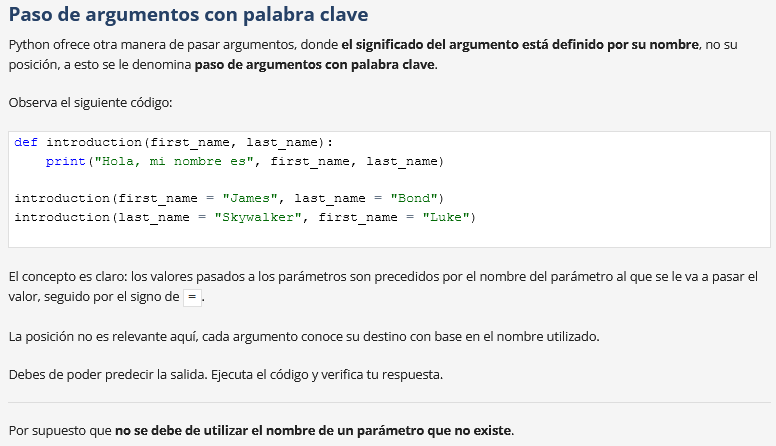 Paso de argumentos con palabra clave
Python ofrece otra manera de pasar argumentos, donde el significado del argumento está definido por su nombre, no su
posición, a esto se le denomina paso de argumentos con palabra clave.
Observa el siguiente código:
def introduction(first_name, last_name):
    print("Hola, mi nombre es", first_name, last_name)
introduction(first_name = "James", last_name = "Bond")
introduction(last_name = "Skywalker", first_name = "Luke")
El concepto es claro: los valores pasados a los parámetros son precedidos por el nombre del parámetro al que se le va a pasar el
valor, seguido por el signo de = .
La posición no es relevante aquí, cada argumento conoce su destino con base en el nombre utilizado.
Debes de poder predecir la salida. Ejecuta el código y verifica tu respuesta.
Por supuesto que no se debe de utilizar el nombre de un parámetro que no existe.